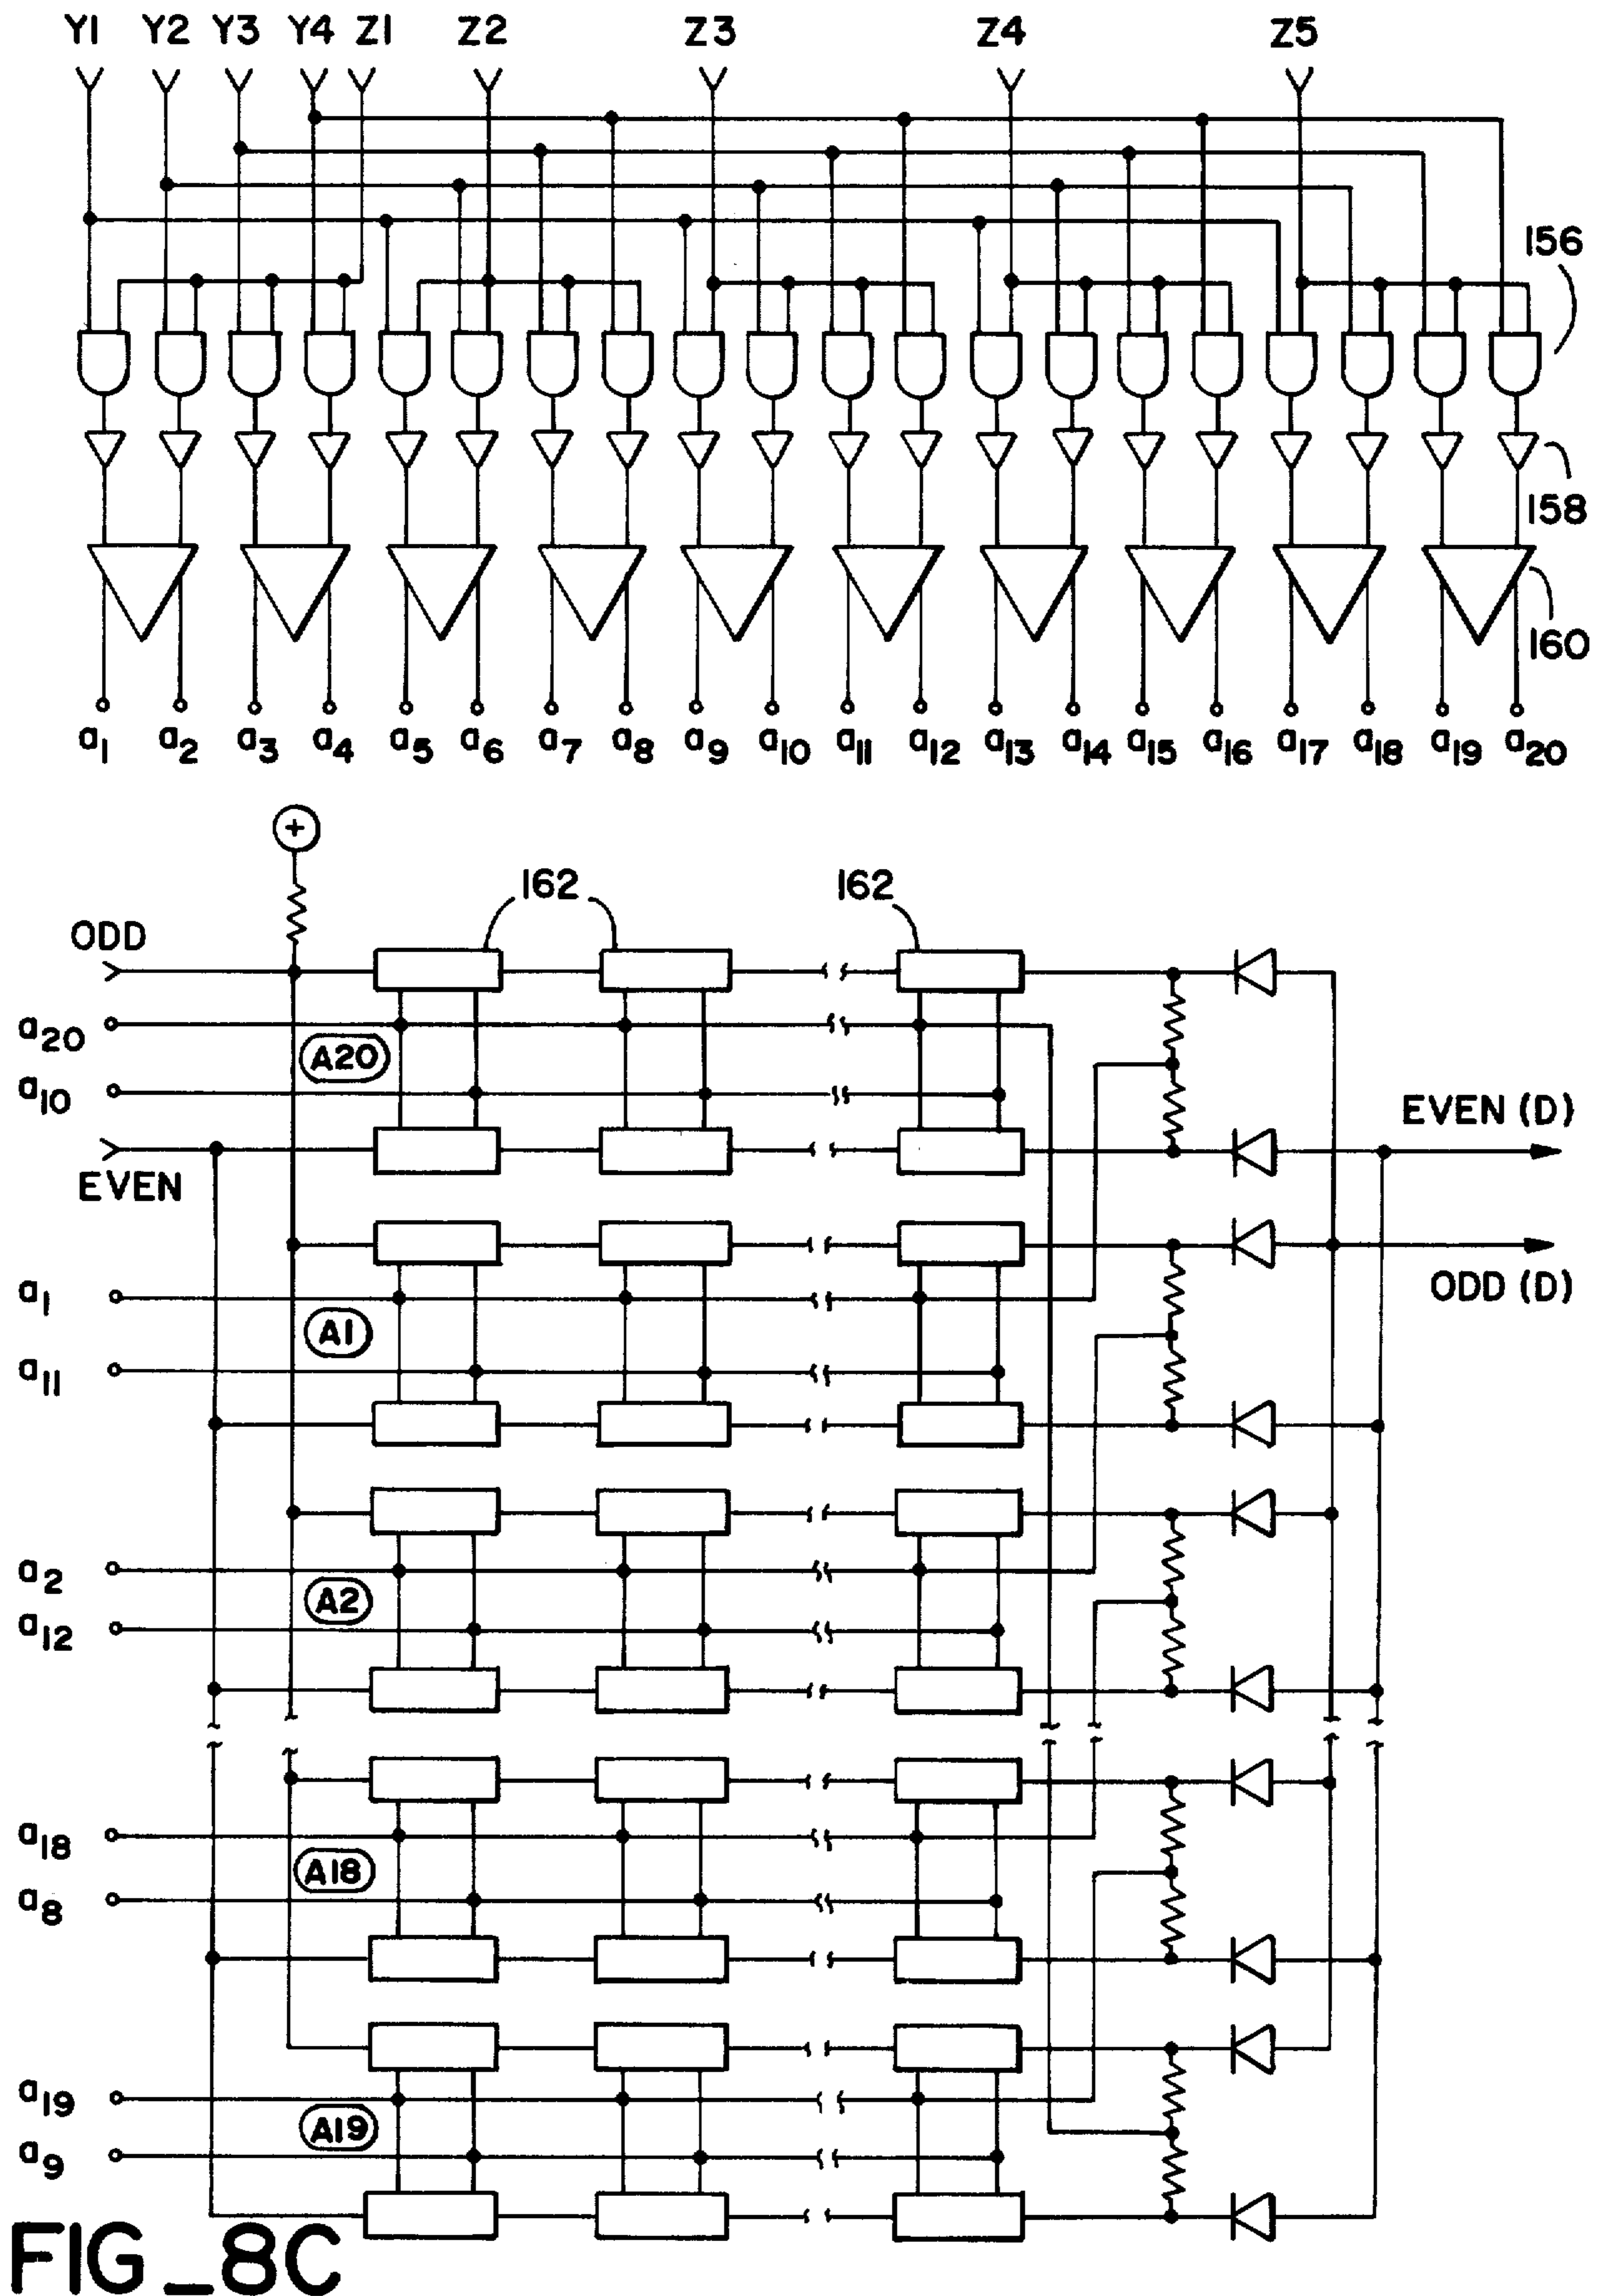 Y1 Y2 Y3 Y4 Z1 Z2 Z3 Z4 Z5
156
158
160
a1 a2 a3 a4 a5 a6 a7 a8 a9 a10 a11 a12 a13 a14 a15 a16 a17 a18 a19 a20
+
162 162
ODD
a20
A20
a10
EVEN (D)
EVEN
a1
ODD (D)
A1
a11
a2
A2
a12
a18
A18
a8
a19
A19
a9
FIG_8C